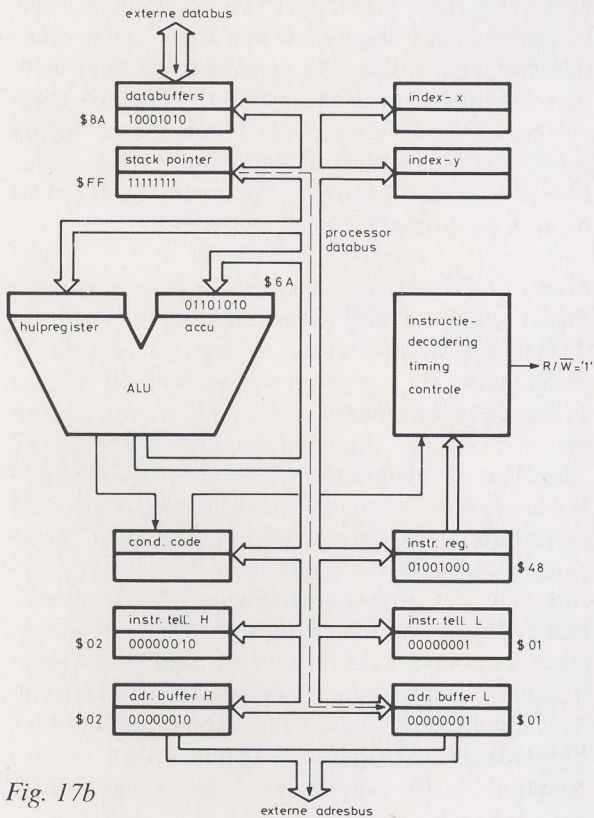 externe databus
databuffers
index-x
$8A
10001010
stack pointer
index-y
$FF
11111111
processor
databus
$6A
01101010
hulpregister
accu
instructie-
decodering
timing
controle
R/W̅='1'
ALU
cond. code
instr. reg.
01001000
$48
instr. tell. H
instr. tell. L
$02
00000010
00000001
$01
adr. buffer H
adr. buffer L
$02
00000010
00000001
$01
Fig. 17b
externe adresbus